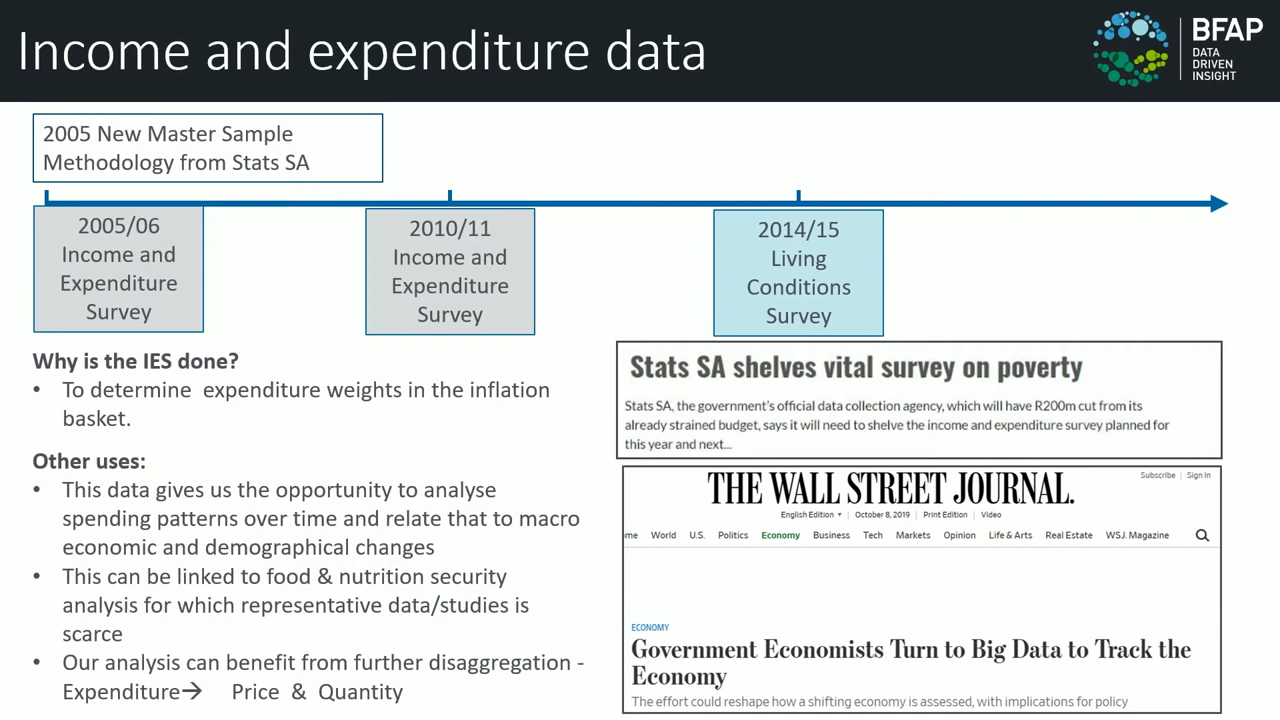 Income and expenditure data
BFAP
DATA
DRIVEN
INSIGHT
2005 New Master Sample
Methodology from Stats SA
2005/06
Income and
Expenditure
Survey
2010/11
Income and
Expenditure
Survey
2014/15
Living
Conditions
Survey
Why is the IES done?
• To determine expenditure weights in the inflation
basket.
Other uses:
• This data gives us the opportunity to analyse
spending patterns over time and relate that to macro
economic and demographical changes
• This can be linked to food & nutrition security
analysis for which representative data/studies is
scarce
• Our analysis can benefit from further disaggregation -
Expenditure→ Price & Quantity
Stats SA shelves vital survey on poverty
Stats SA, the government's official data collection agency, which will have R200m cut from its
already strained budget, says it will need to shelve the income and expenditure survey planned for
this year and next...
Subscribe | Sign In
THE WALL STREET JOURNAL.
English Edition ▾ | October 8, 2019 | Print Edition | Video
me World U.S. Politics Economy Business Tech Markets Opinion Life & Arts Real Estate WSJ. Magazine
ECONOMY
Government Economists Turn to Big Data to Track the
Economy
The effort could reshape how a shifting economy is assessed, with implications for policy